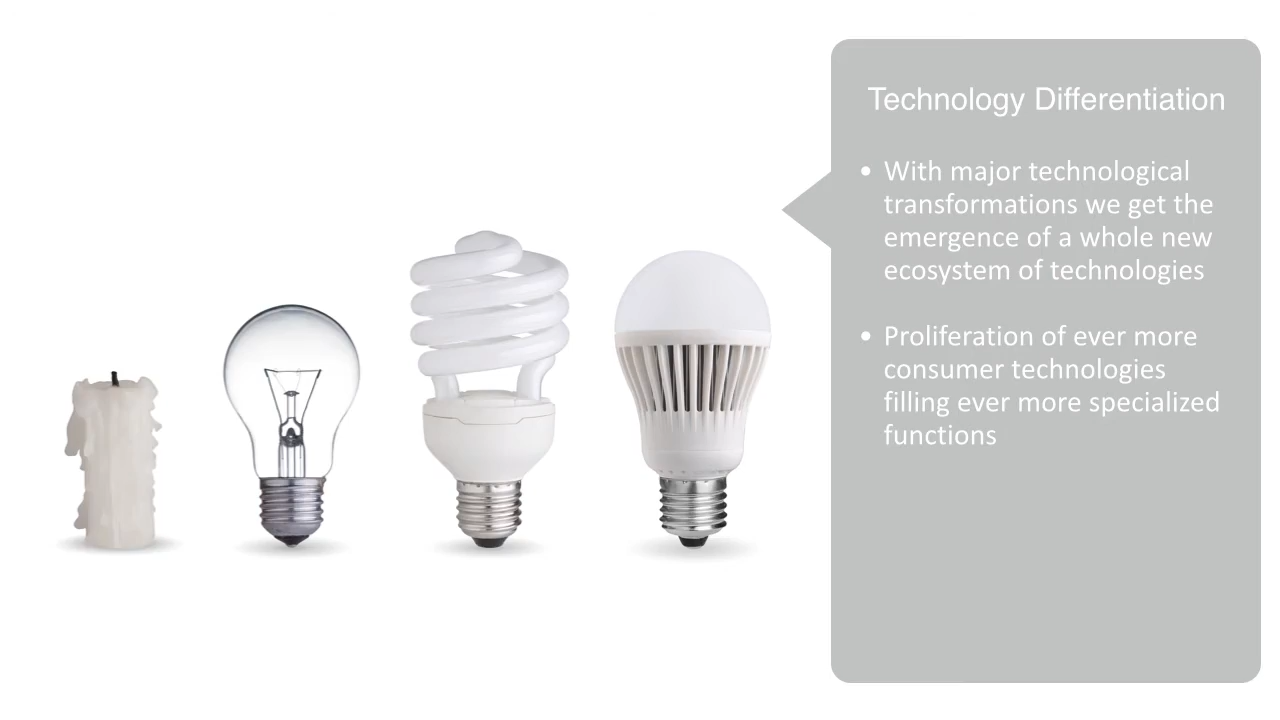 Technology Differentiation
• With major technological
transformations we get the
emergence of a whole new
ecosystem of technologies
• Proliferation of ever more
consumer technologies
filling ever more specialized
functions